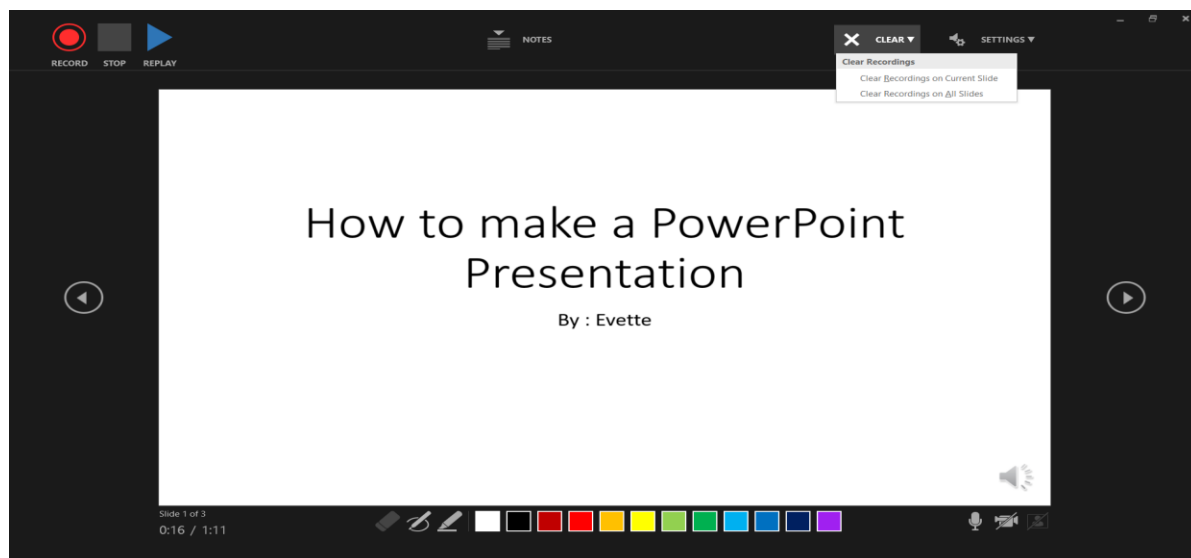 RECORD STOP REPLAY
NOTES
CLEAR ▼
SETTINGS ▼
Clear Recordings
Clear Recordings on Current Slide
Clear Recordings on All Slides
How to make a PowerPoint
Presentation
By : Evette
Slide 1 of 3
0:16 / 1:11